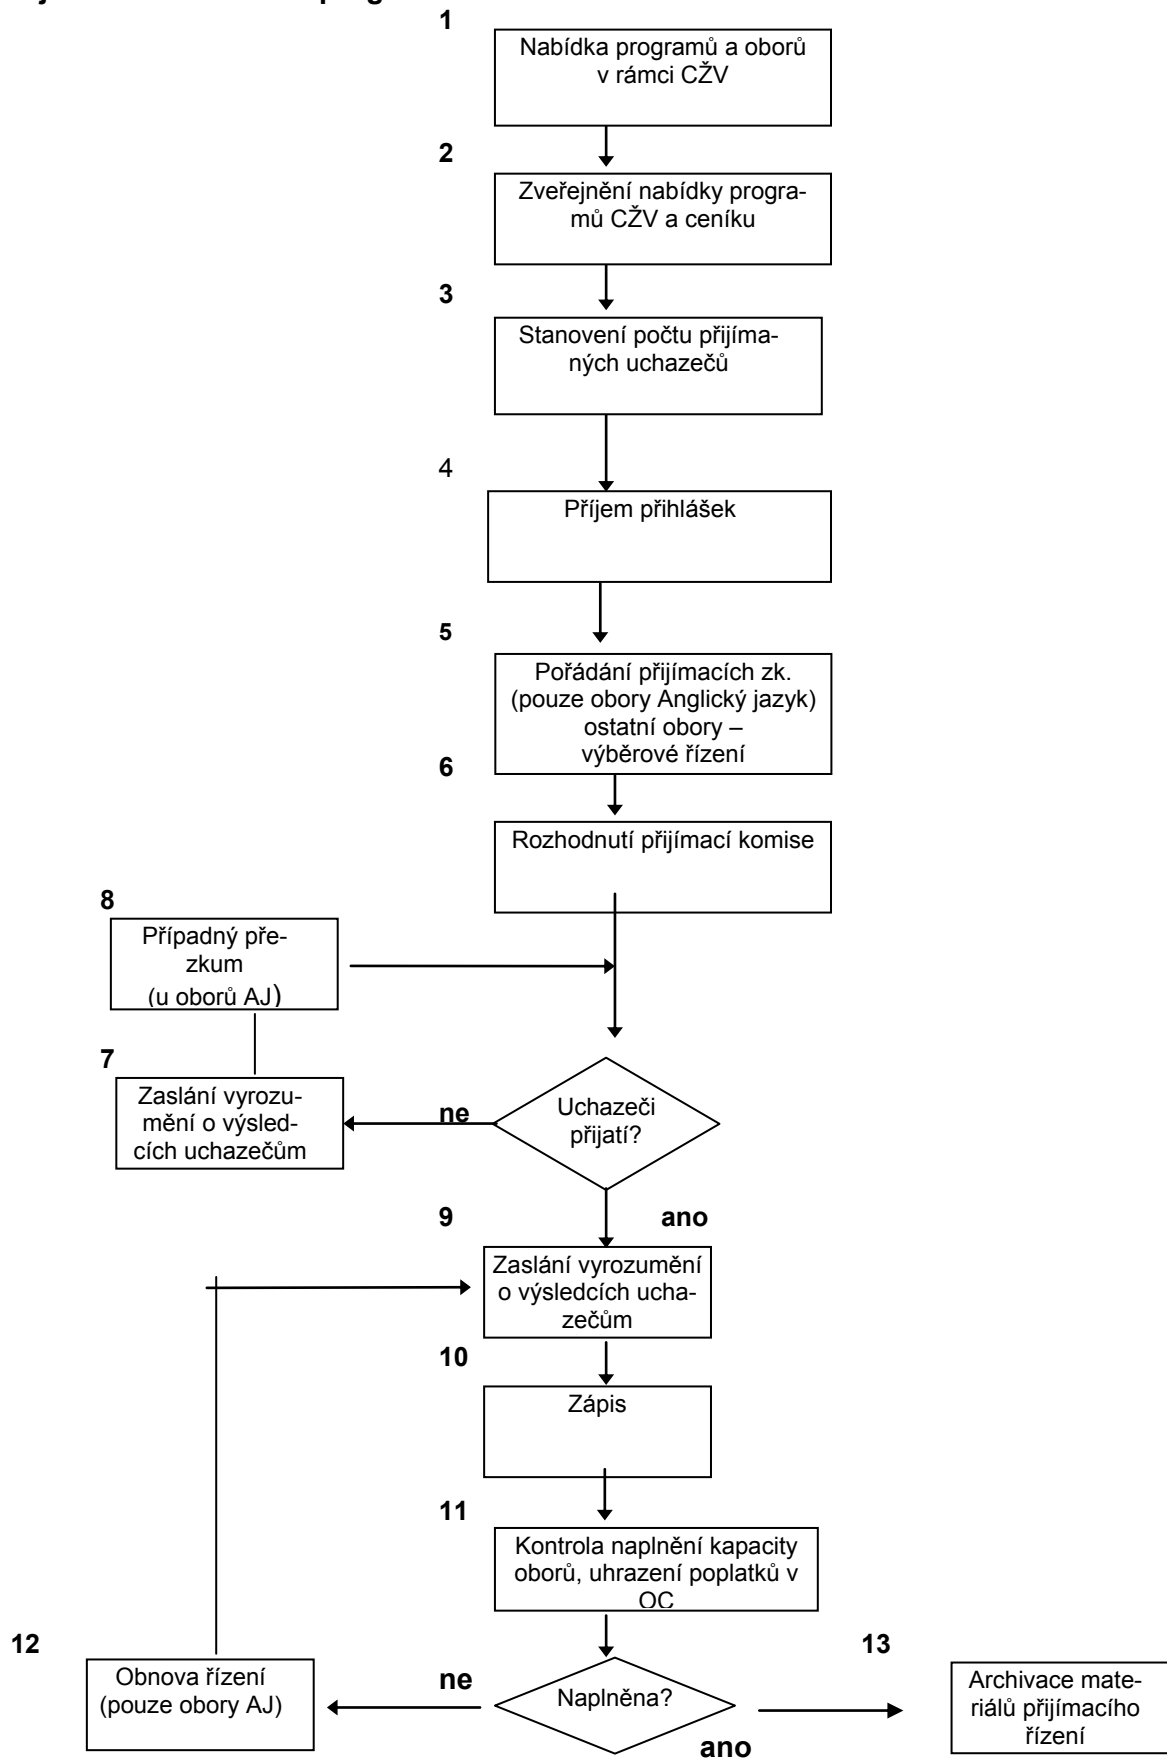 1
Nabídka programů a oborů
v rámci CŽV
2
Zveřejnění nabídky progra-
mů CŽV a ceníku
3
Stanovení počtu přijíma-
ných uchazečů
4
Příjem přihlášek
5
Pořádání přijímacích zk.
(pouze obory Anglický jazyk)
ostatní obory –
výběrové řízení
6
Rozhodnutí přijímací komise
8
Případný pře-
zkum
(u oborů AJ)
7
Zaslání vyrozu-
mění o výsled-
cích uchazečům
ne
Uchazeči
přijatí?
9
ano
Zaslání vyrozumění
o výsledcích ucha-
zečům
10
Zápis
11
Kontrola naplnění kapacity
oborů, uhrazení poplatků v
OC
12
Obnova řízení
(pouze obory AJ)
ne
Naplněna?
ano
13
Archivace mate-
riálů přijímacího
řízení